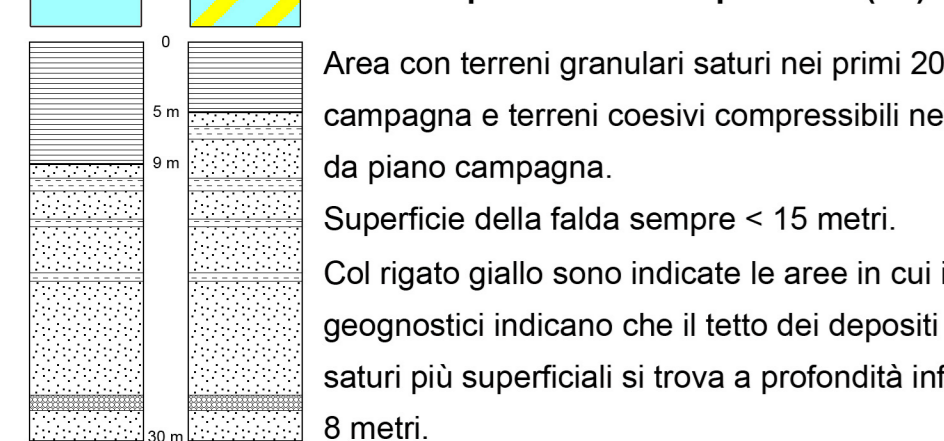 0
5 m
9 m
30 m
Area con terreni granulari saturi nei primi 20
campagna e terreni coesivi compressibili ne
da piano campagna.
Superficie della falda sempre < 15 metri.
Col rigato giallo sono indicate le aree in cui i
geognostici indicano che il tetto dei depositi
saturi più superficiali si trova a profondità inf
8 metri.